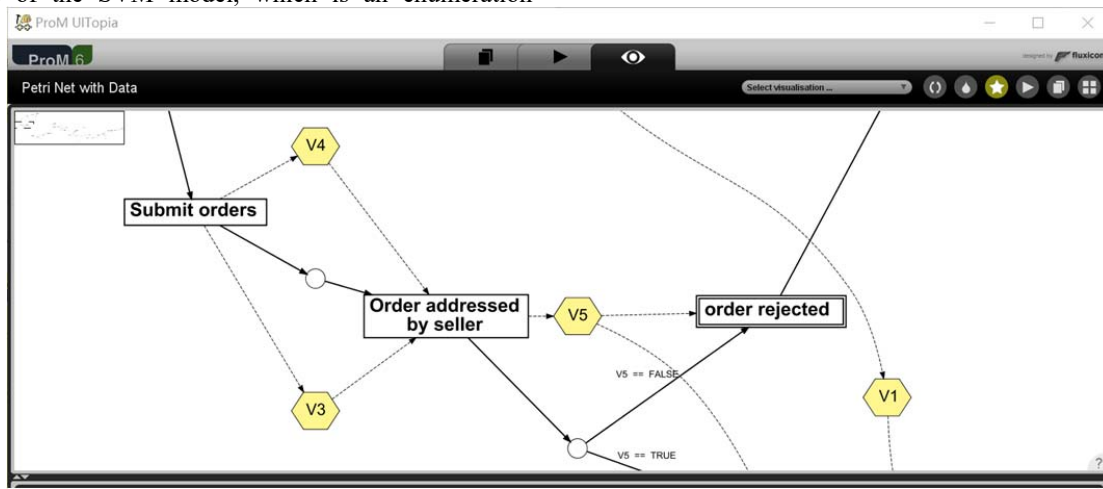 of the SVM model, which is an enumeration
ProM UITopia
ProM 6
designed by fluxicon
Petri Net with Data
Select visualisation ...
V4
Submit orders
Order addressed
by seller
V5
order rejected
V5 == FALSE
V1
V3
V5 == TRUE
?